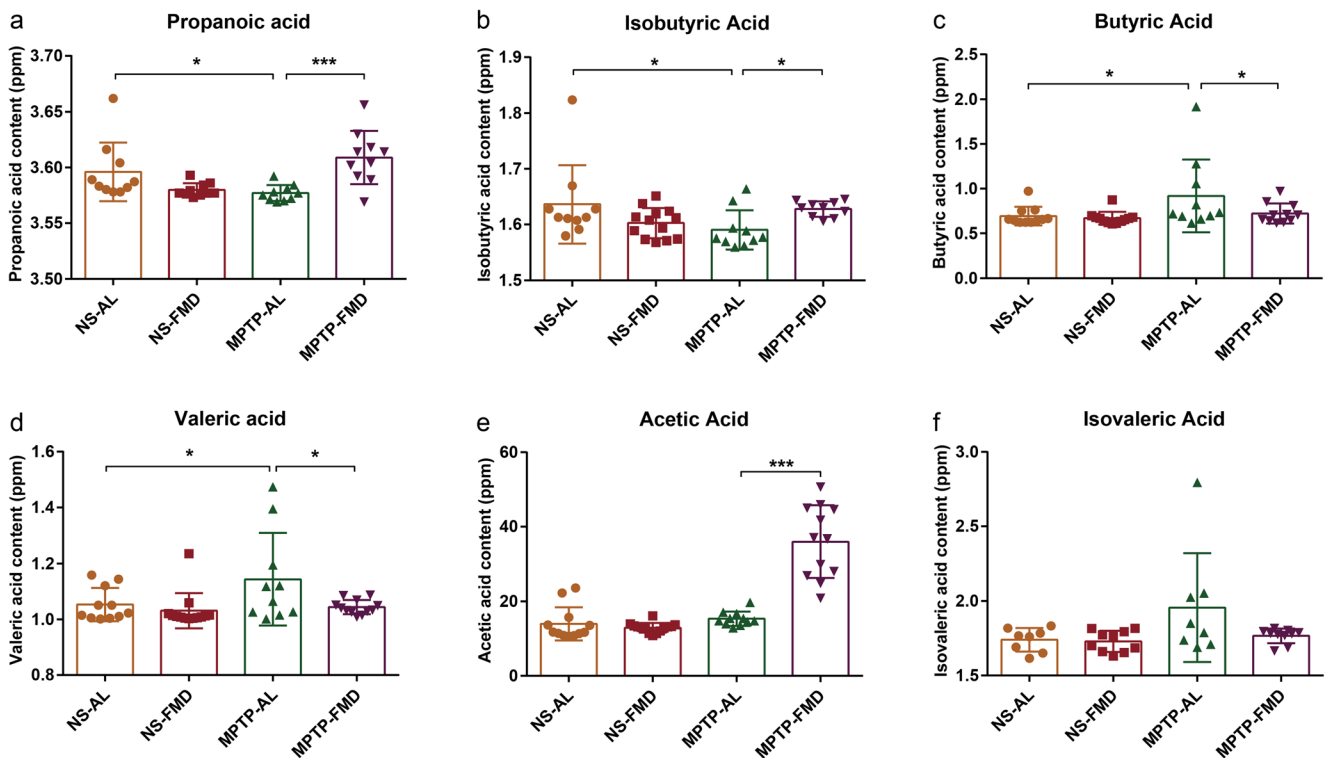 a
Propanoic acid
Propanoic acid content (ppm)
3.70
3.65
3.60
3.55
3.50
*
***
NS-AL
NS-FMD
MPTP-AL
MPTP-FMD
b
Isobutyric Acid
Isobutyric acid content (ppm)
1.9
1.8
1.7
1.6
1.5
*
*
NS-AL
NS-FMD
MPTP-AL
MPTP-FMD
c
Butyric Acid
Butyric acid content (ppm)
2.5
2.0
1.5
1.0
0.5
0.0
*
*
NS-AL
NS-FMD
MPTP-AL
MPTP-FMD
d
Valeric acid
Valeric acid content (ppm)
1.6
1.4
1.2
1.0
0.8
*
*
NS-AL
NS-FMD
MPTP-AL
MPTP-FMD
e
Acetic Acid
Acetic acid content (ppm)
60
40
20
0
***
NS-AL
NS-FMD
MPTP-AL
MPTP-FMD
f
Isovaleric Acid
Isovaleric acid content (ppm)
3.0
2.5
2.0
1.5
NS-AL
NS-FMD
MPTP-AL
MPTP-FMD